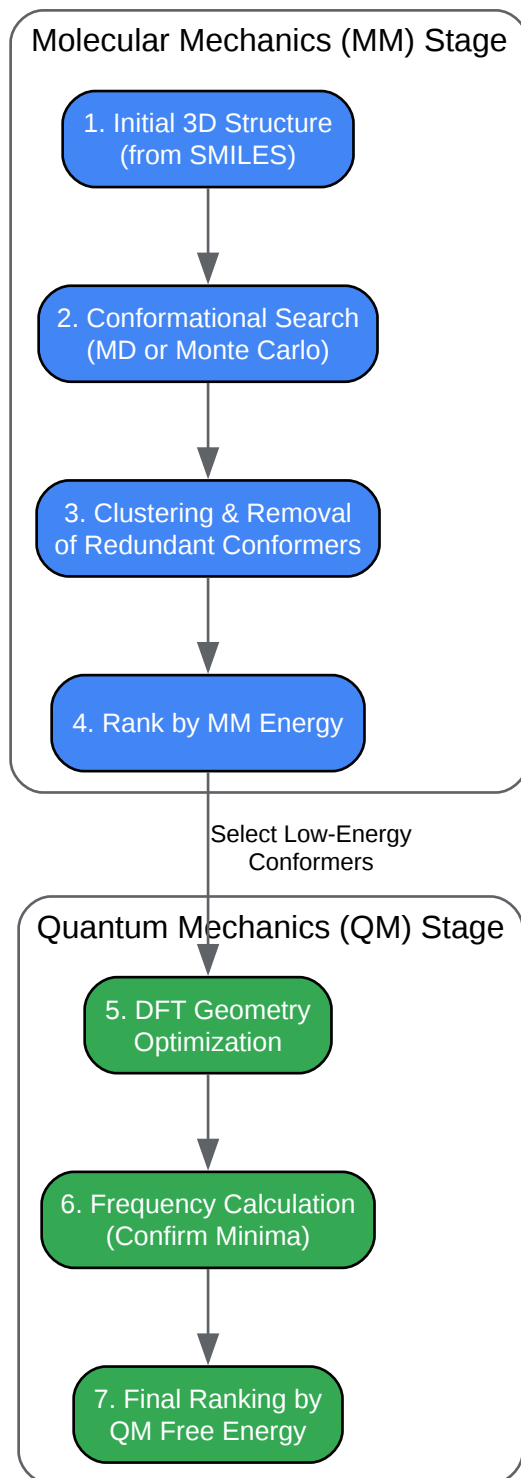 Molecular Mechanics (MM) Stage
1. Initial 3D Structure
(from SMILES)
2. Conformational Search
(MD or Monte Carlo)
3. Clustering & Removal
of Redundant Conformers
4. Rank by MM Energy
Select Low-Energy
Conformers
Quantum Mechanics (QM) Stage
5. DFT Geometry
Optimization
6. Frequency Calculation
(Confirm Minima)
7. Final Ranking by
QM Free Energy